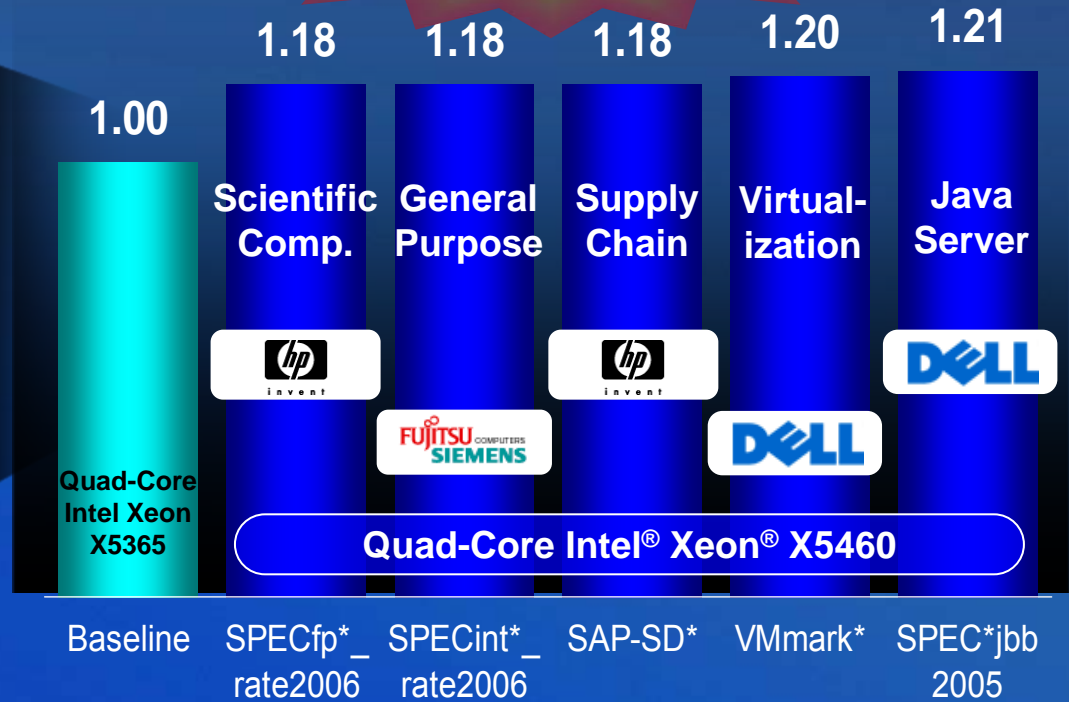 1.00
1.18
1.18
1.18
1.20
1.21
Scientific
Comp.
General
Purpose
Supply
Chain
Virtual-
ization
Java
Server
hp
invent
FUJITSU COMPUTERS
SIEMENS
hp
invent
DELL
DELL
Quad-Core
Intel Xeon
X5365
Quad-Core Intel® Xeon® X5460
Baseline
SPECfp*_
rate2006
SPECint*_
rate2006
SAP-SD*
VMmark*
SPEC*jbb
2005